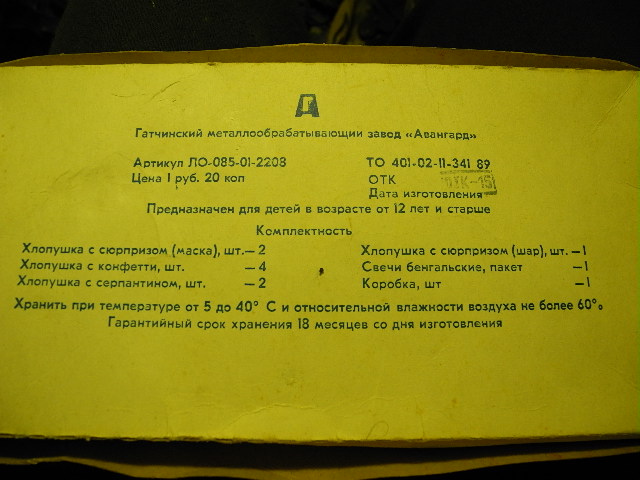 Гатчинский металлообрабатывающии завод «Авангард»
Артикул ЛО-085-01-2208 ТО 401-02-11-341 89
Цена 1 руб. 20 коп ОТК ОТК-15
Дата изготовления
Предназначен для детей в возрасте от 12 лет и старше
Комплектность
Хлопушка с сюрпризом (маска), шт.—2 Хлопушка с сюрпризом (шар), шт.—1
Хлопушка с конфетти, шт. —4 Свечи бенгальские, пакет —1
Хлопушка с серпантином, шт. —2 Коробка, шт —1
Хранить при температуре от 5 до 40° С и относительной влажности воздуха не более 60°.
Гарантийный срок хранения 18 месяцев со дня изготовления